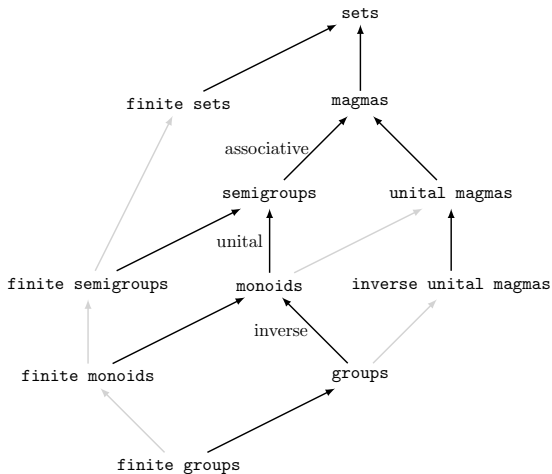 sets
finite sets
magmas
associative
semigroups
unital magmas
unital
finite semigroups
monoids
inverse unital magmas
inverse
finite monoids
groups
finite groups